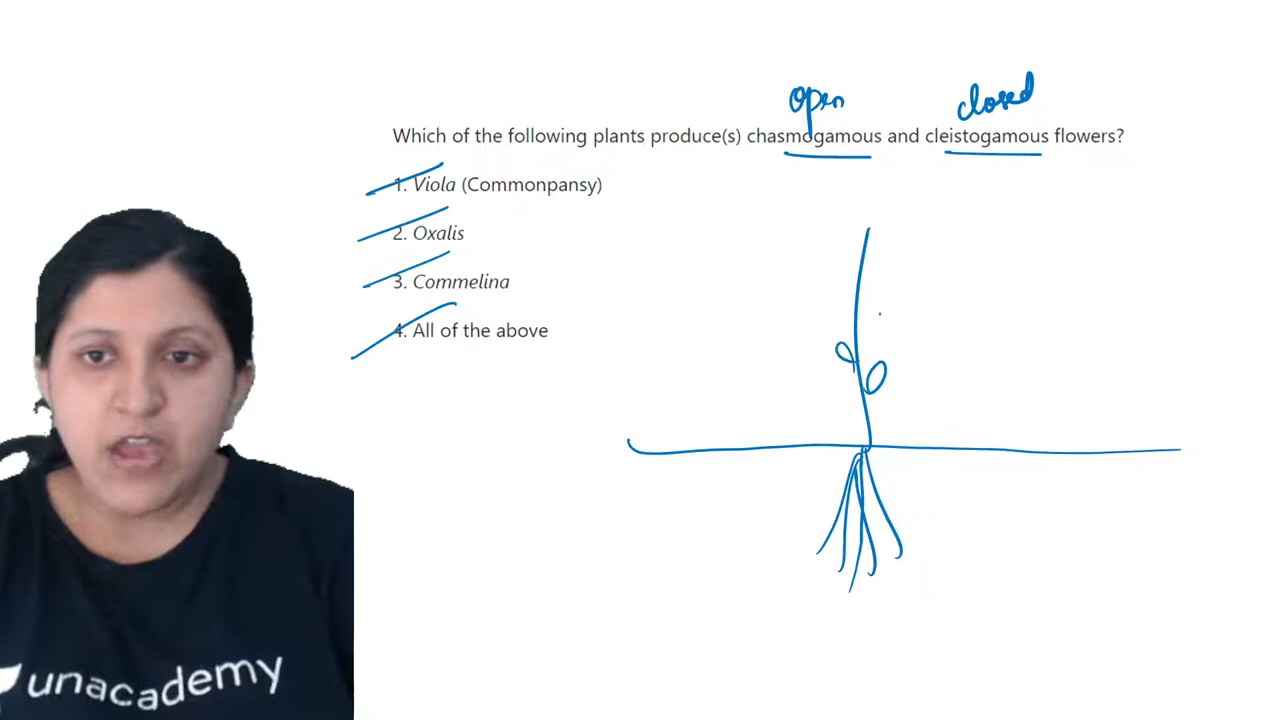 open closed
Which of the following plants produce(s) chasmogamous and cleistogamous flowers?
1. Viola (Commonpansy)
2. Oxalis
3. Commelina
4. All of the above
unacademy